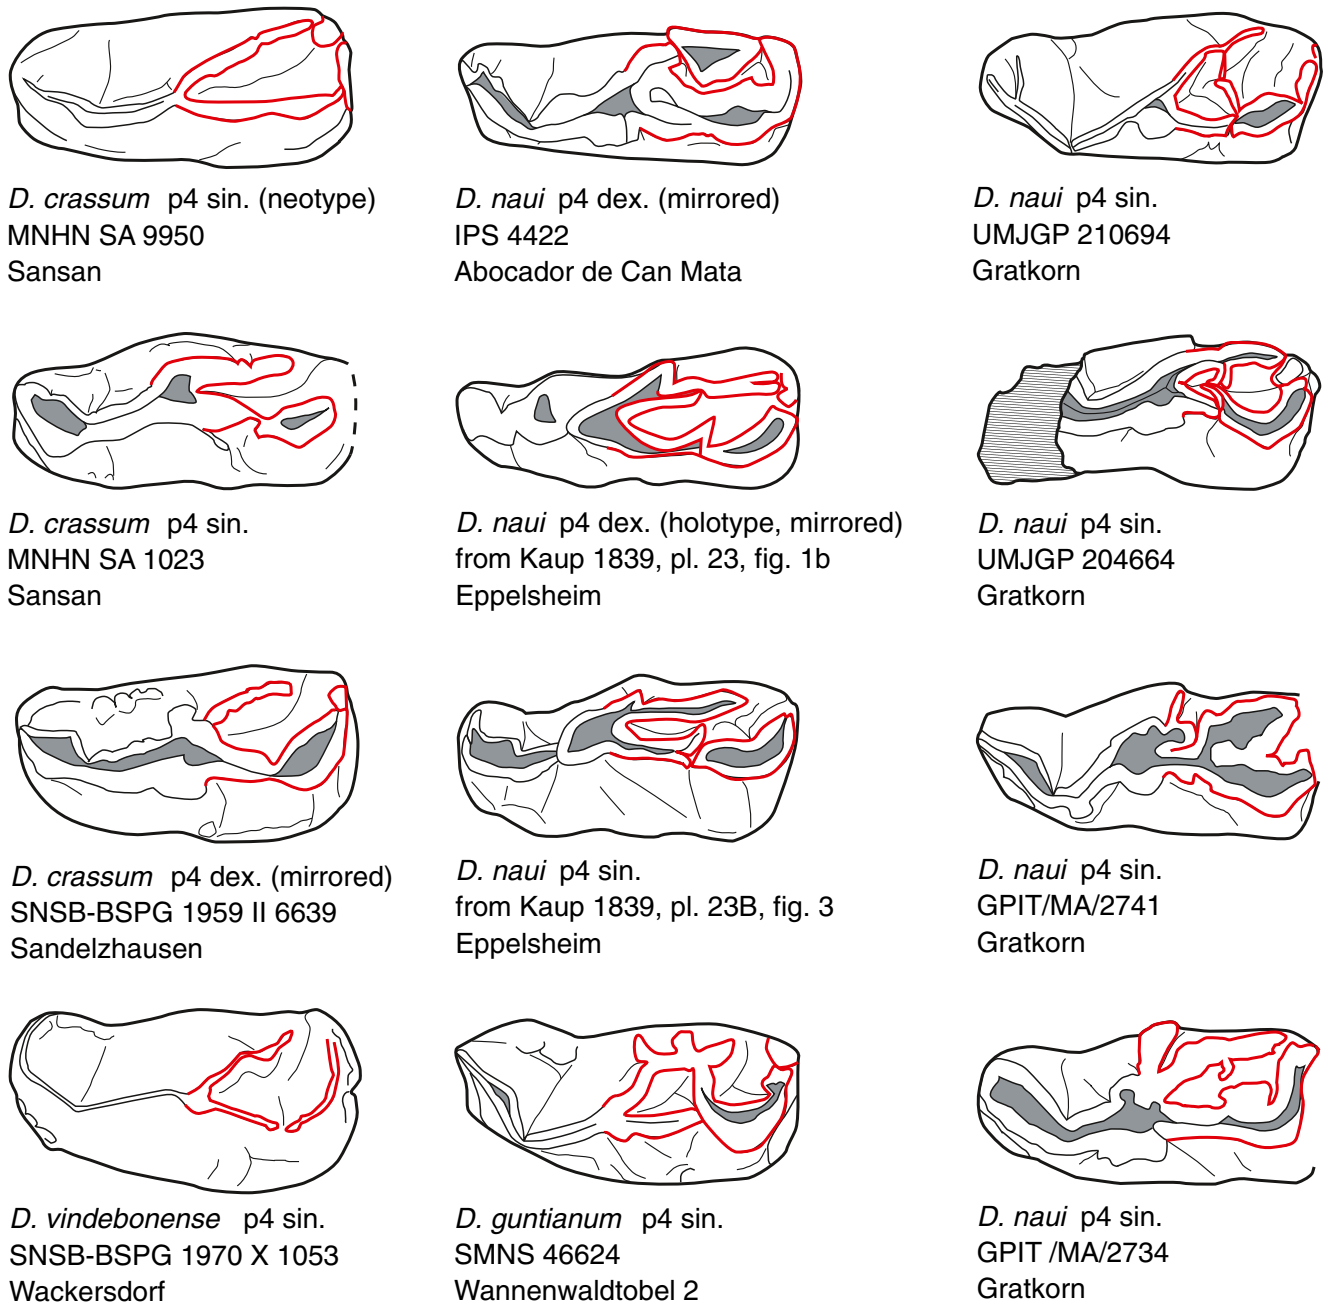 D. crassum p4 sin. (neotype)
MNHN SA 9950
Sansan
D. naui p4 dex. (mirrored)
IPS 4422
Abocador de Can Mata
D. naui p4 sin.
UMJGP 210694
Gratkorn
D. crassum p4 sin.
MNHN SA 1023
Sansan
D. naui p4 dex. (holotype, mirrored)
from Kaup 1839, pl. 23, fig. 1b
Eppelsheim
D. naui p4 sin.
UMJGP 204664
Gratkorn
D. crassum p4 dex. (mirrored)
SNSB-BSPG 1959 II 6639
Sandelzhausen
D. naui p4 sin.
from Kaup 1839, pl. 23B, fig. 3
Eppelsheim
D. naui p4 sin.
GPIT/MA/2741
Gratkorn
D. vindebonense p4 sin.
SNSB-BSPG 1970 X 1053
Wackersdorf
D. guntianum p4 sin.
SMNS 46624
Wannenwaldtobel 2
D. naui p4 sin.
GPIT /MA/2734
Gratkorn